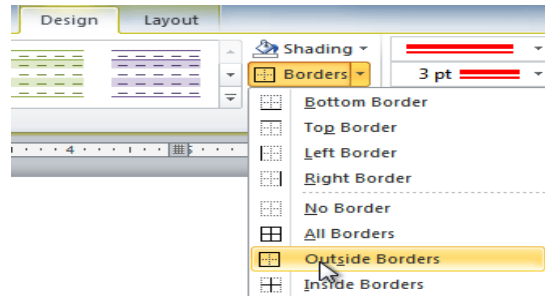 Design Layout
Shading
Borders 3 pt
Bottom Border
Top Border
Left Border
Right Border
4
No Border
All Borders
Outside Borders
Inside Borders